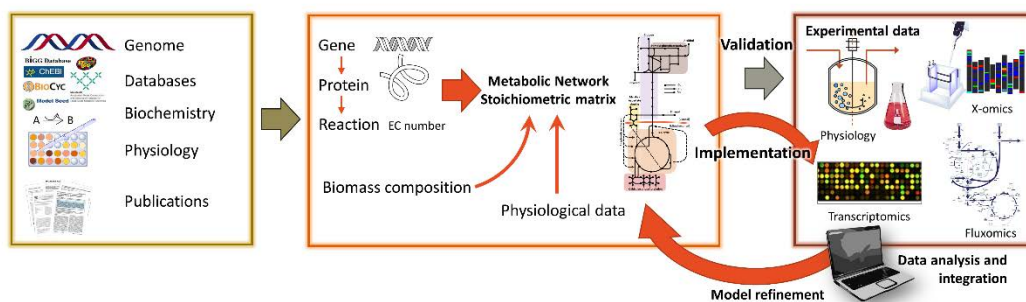 Genome
BiGG Database
ChEBI
BIOCYC
Model Seed
Databases
A
B
Biochemistry
Physiology
Publications
Gene
Protein
Reaction
EC number
Metabolic Network
Stoichiometric matrix
Biomass composition
Physiological data
Validation
Implementation
Experimental data
Physiology
X-omics
Transcriptomics
Fluxomics
Data analysis and
integration
Model refinement